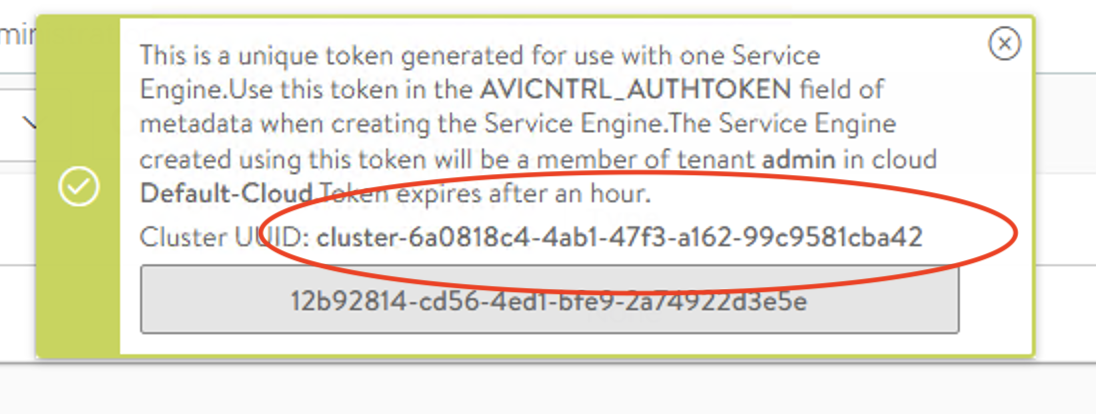 min
This is a unique token generated for use with one Service
Engine.Use this token in the AVICNTRL_AUTHTOKEN field of
metadata when creating the Service Engine.The Service Engine
created using this token will be a member of tenant admin in cloud
Default-Cloud.Token expires after an hour.
Cluster UUID: cluster-6a0818c4-4ab1-47f3-a162-99c9581cba42
12b92814-cd56-4ed1-bfe9-2a74922d3e5e